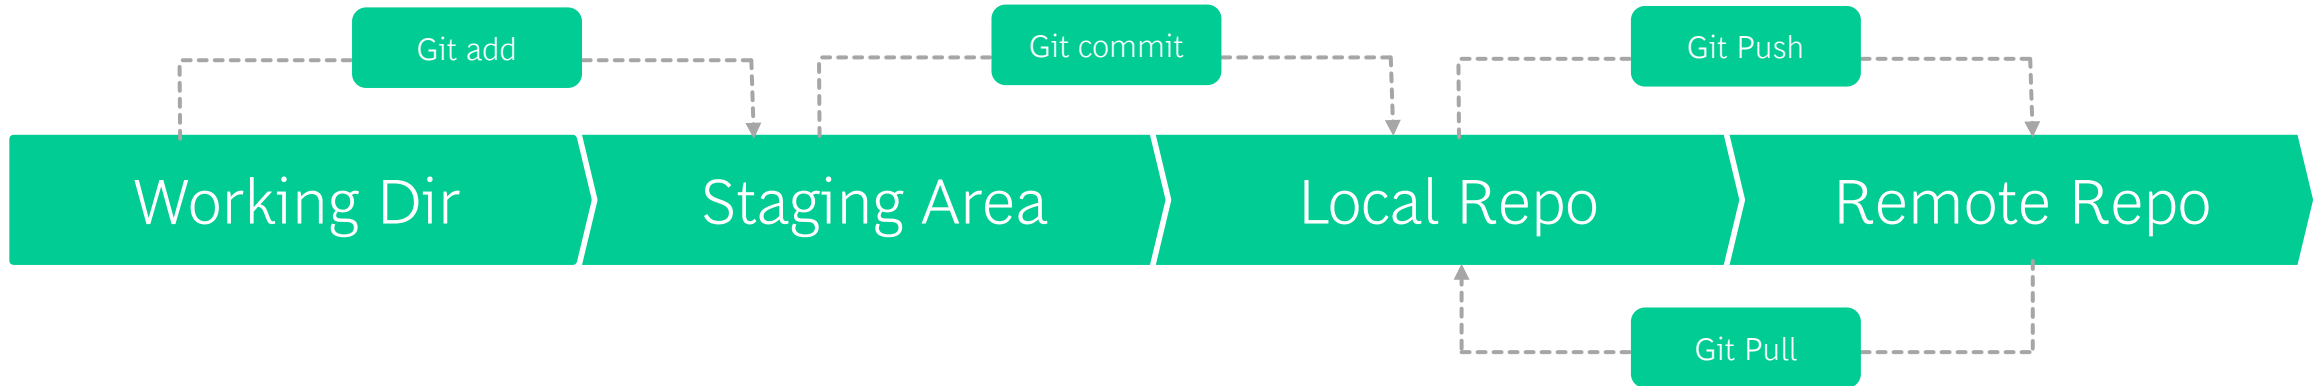 Git add
Git commit
Git Push
Working Dir
Staging Area
Local Repo
Remote Repo
Git Pull